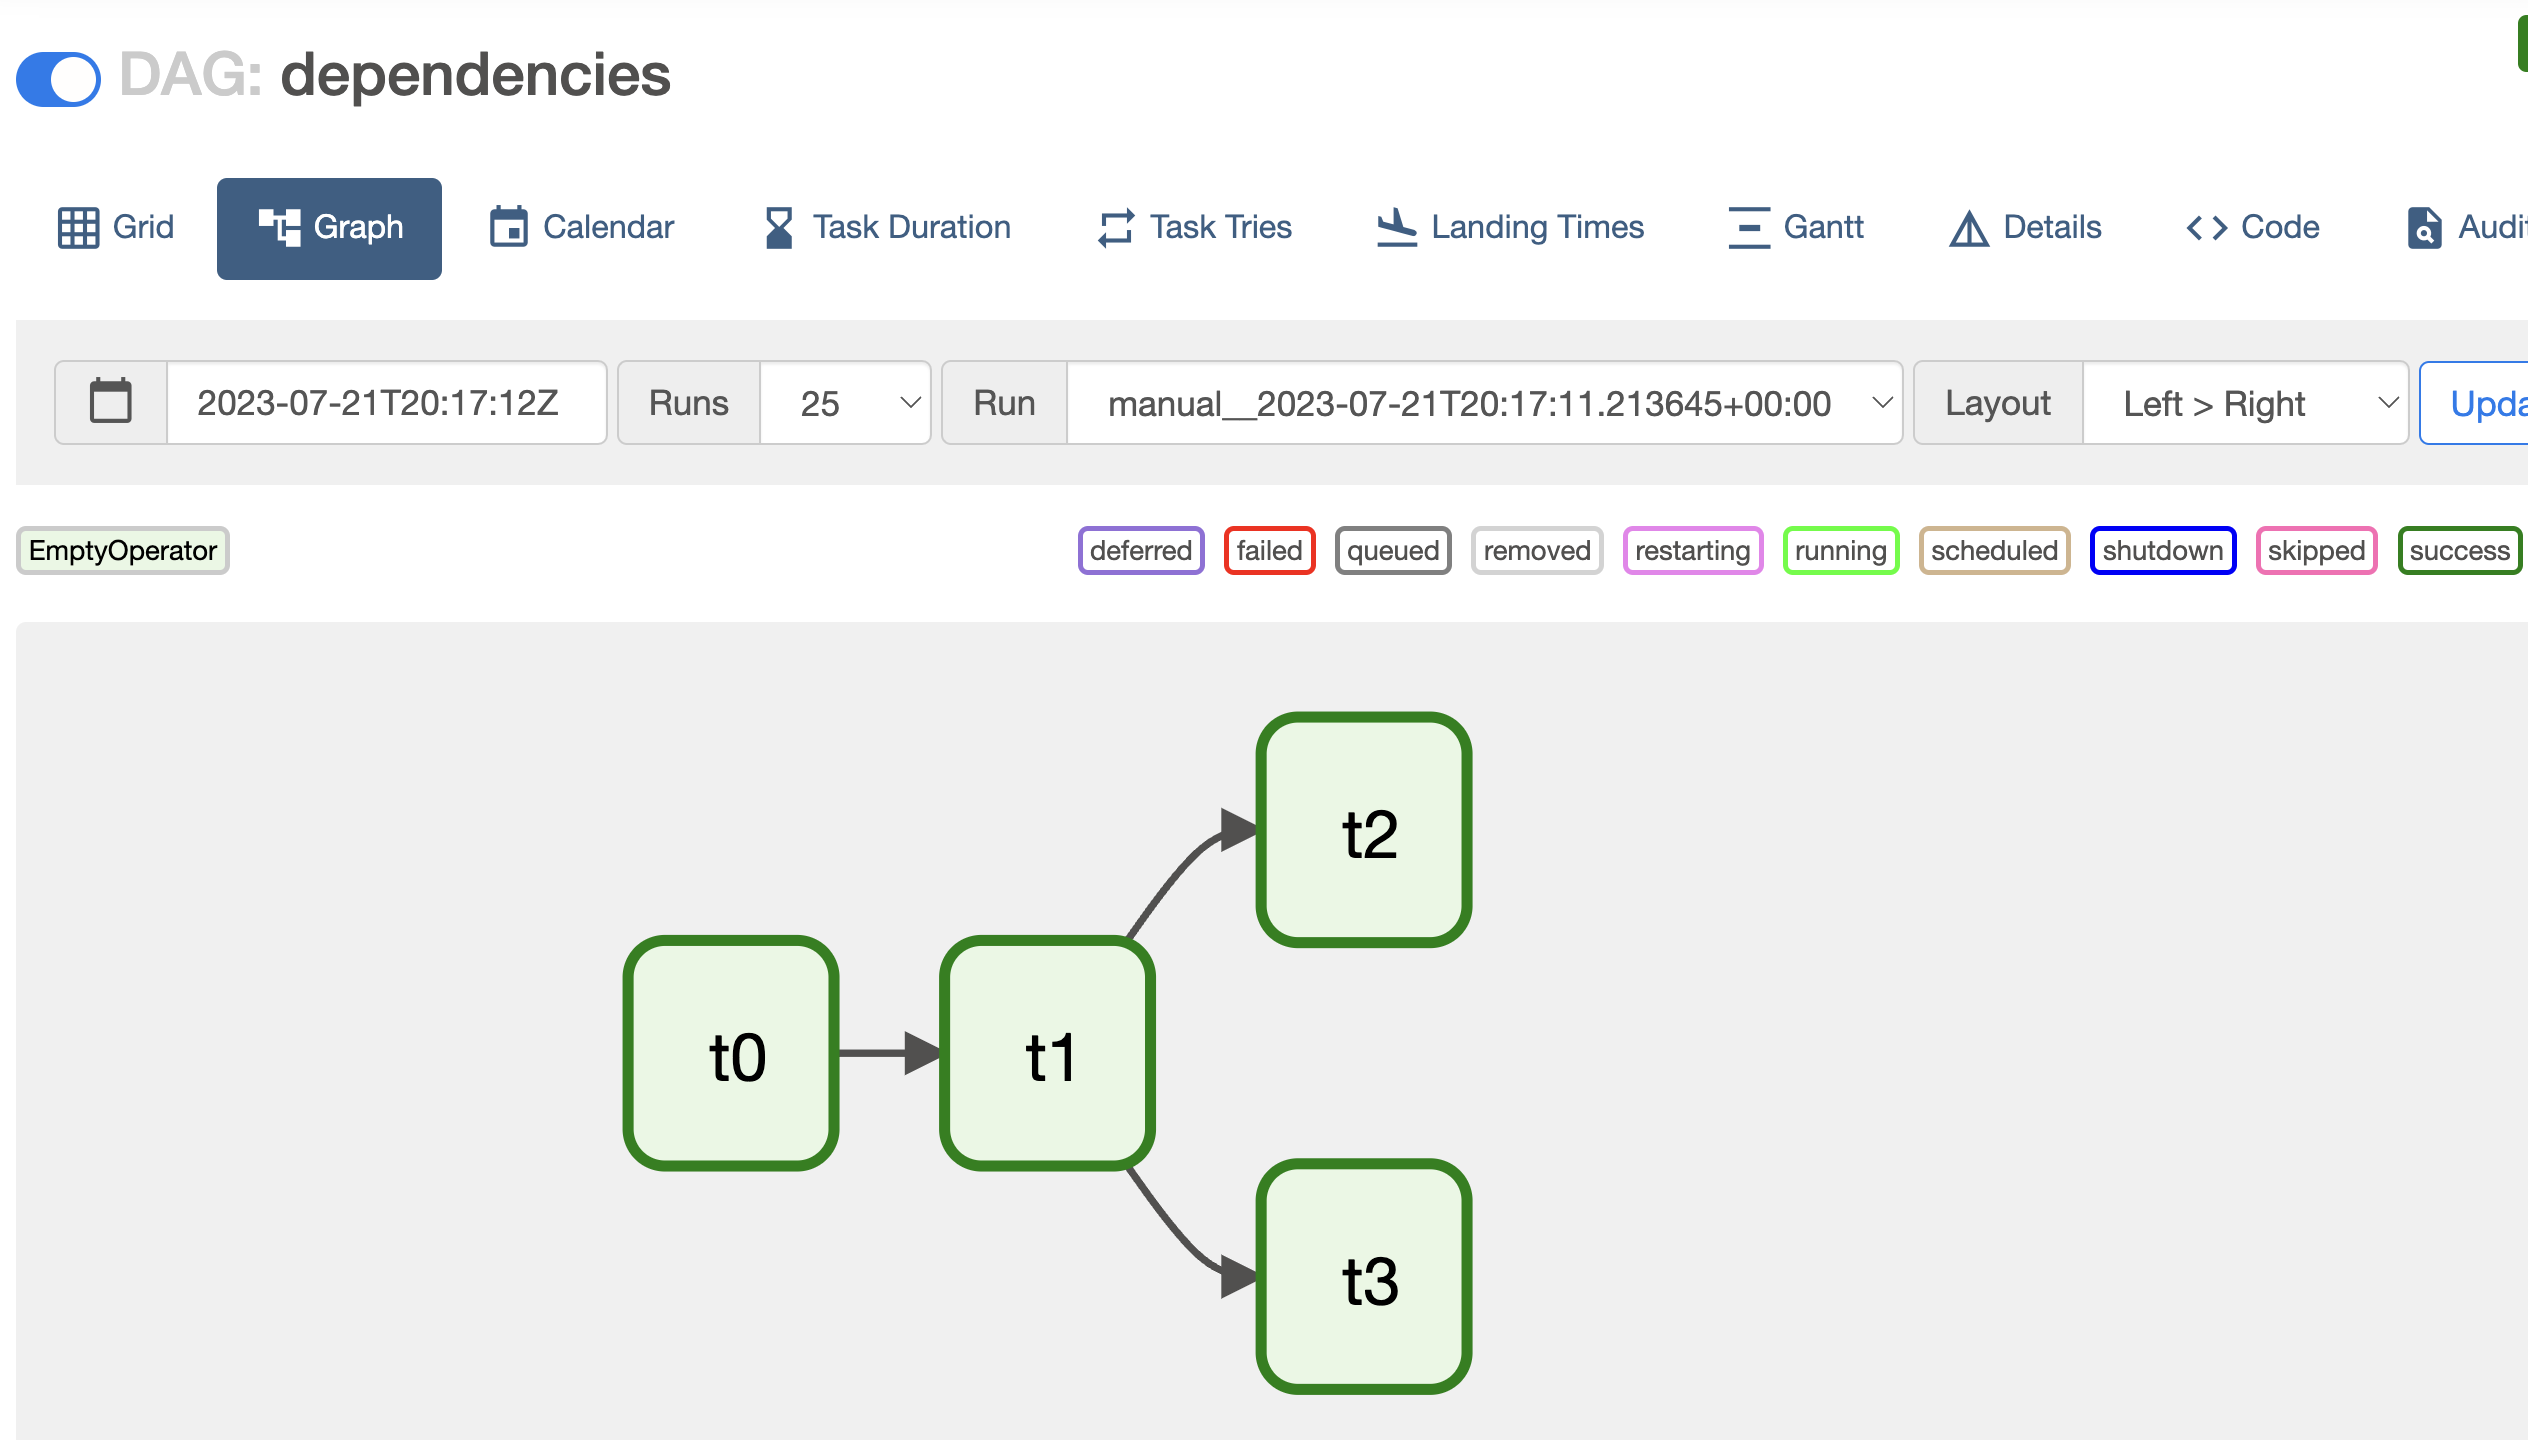 DAG: dependencies
Grid Graph Calendar Task Duration Task Tries Landing Times Gantt Details Code Audit
2023-07-21T20:17:12Z Runs 25 Run manual__2023-07-21T20:17:11.213645+00:00 Layout Left > Right Upda
EmptyOperator deferred failed queued removed restarting running scheduled shutdown skipped success
t2
t0 t1
t3